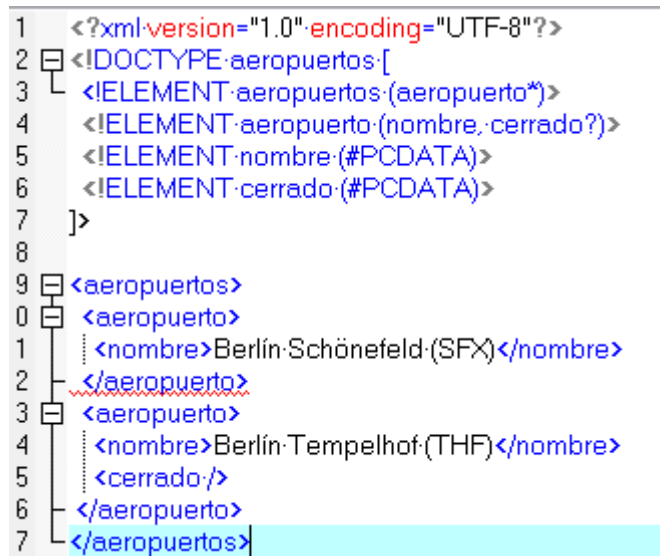 1 <?xml version="1.0" encoding="UTF-8"?>
2 <!DOCTYPE aeropuertos [
3 <!ELEMENT aeropuertos (aeropuerto*)>
4 <!ELEMENT aeropuerto (nombre, cerrado?)>
5 <!ELEMENT nombre (#PCDATA)>
6 <!ELEMENT cerrado (#PCDATA)>
7 ]>
8
9 <aeropuertos>
0 <aeropuerto>
1 <nombre>Berlín Schönefeld (SFX)</nombre>
2 </aeropuerto>
3 <aeropuerto>
4 <nombre>Berlín Tempelhof (THF)</nombre>
5 <cerrado />
6 </aeropuerto>
7 </aeropuertos>